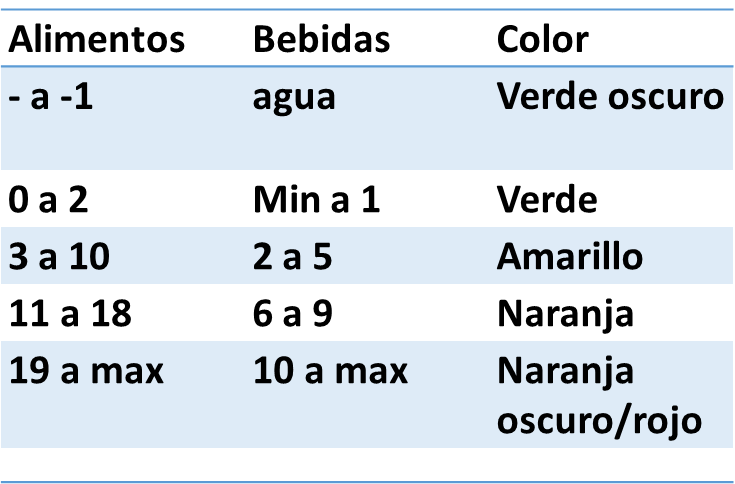 Alimentos Bebidas Color
- a -1 agua Verde oscuro
0 a 2 Min a 1 Verde
3 a 10 2 a 5 Amarillo
11 a 18 6 a 9 Naranja
19 a max 10 a max Naranja
oscuro/rojo